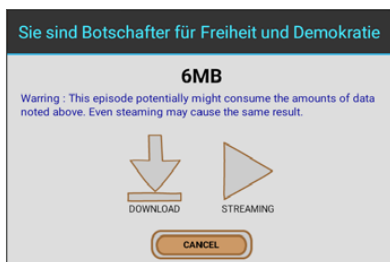 Sie sind Botschafter für Freiheit und Demokratie
6MB
Warring : This episode potentially might consume the amounts of data
noted above. Even steaming may cause the same result.
DOWNLOAD STREAMING
CANCEL